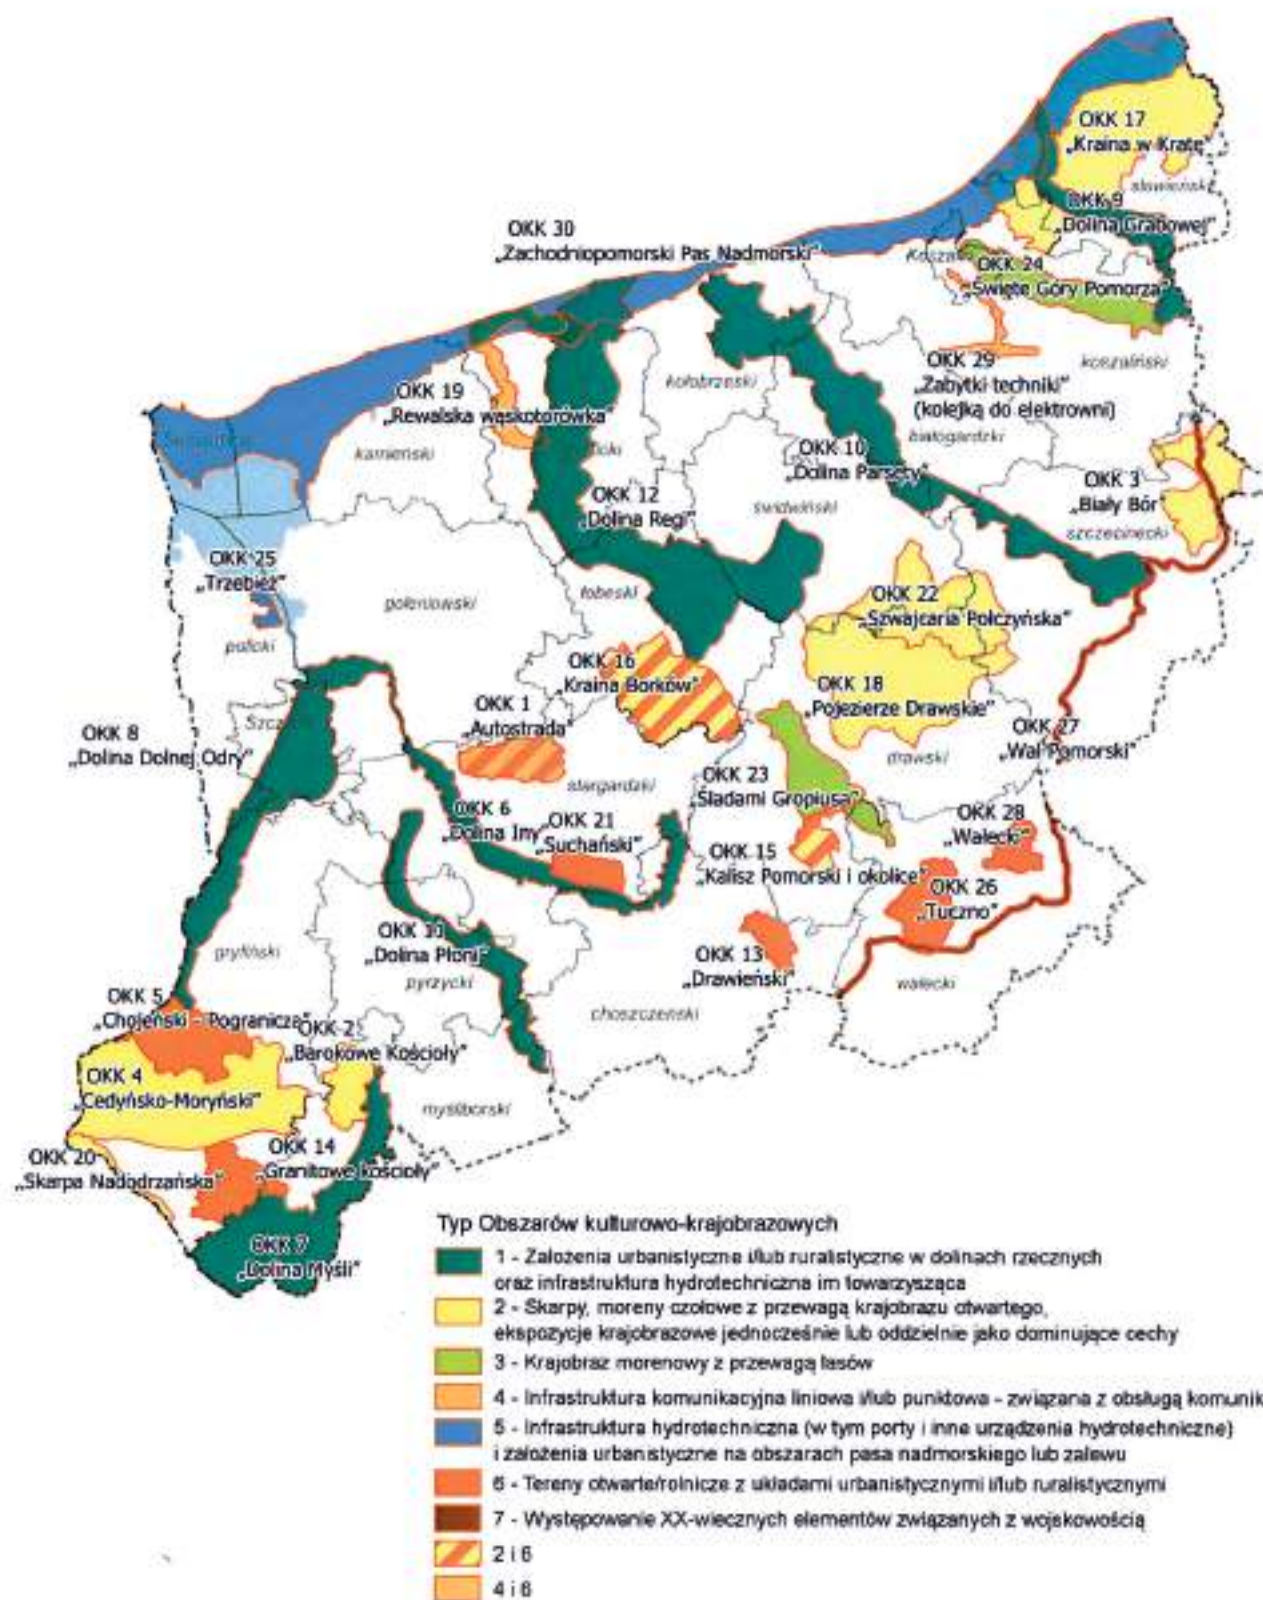 OKK 17
„Kraina w Kratę”
sławieński
OKK 9
„Dolina Grabowej”
OKK 30
„Zachodniopomorski Pas Nadmorski”
Kosza
OKK 24
„Święte Góry Pomorza”
OKK 29
„Zabytki techniki”
(kolejką do elektrowni)
koszaliński
kołobrzeski
OKK 19
„Rewalska wąskotorówka”
kamieński
białogardzki
OKK 10
„Dolina Parsęty”
OKK 3
„Biały Bór”
OKK 12
„Dolina Regi”
świdwiński
szczecinecki
OKK 25
„Trzebież”
goleniowski
łobeski
OKK 22
„Szwajcaria Połczyńska”
policki
OKK 16
„Kraina Borków”
OKK 18
„Pojezierze Drawskie”
OKK 1
„Autostrada”
Szcz
OKK 8
„Dolina Dolnej Odry”
OKK 27
„Wał Pomorski”
drawski
stargardzki
OKK 23
„Śladami Gropiusa”
OKK 6
„Dolina Iny”
OKK 21
„Suchański”
OKK 28
„Wałecki”
OKK 15
„Kalisz Pomorski i okolice”
OKK 26
„Tuczno”
OKK 11
„Dolina Płoni”
gryfiński
pyrzycki
OKK 13
„Drawieński”
wałecki
OKK 5
„Chojeński - Pogranicza”
choszczeński
OKK 2
„Barokowe Kościoły”
OKK 4
„Cedyńsko-Moryński”
myśliborski
OKK 20
„Skarpa Nadodrzańska”
OKK 14
„Granitowe kościoły”
OKK 7
„Dolina Myśli”
Typ Obszarów kulturowo-krajobrazowych
1 - Założenia urbanistyczne i/lub ruralistyczne w dolinach rzecznych
oraz infrastruktura hydrotechniczna im towarzysząca
2 - Skarpy, moreny czołowe z przewagą krajobrazu otwartego,
ekspozycje krajobrazowe jednocześnie lub oddzielnie jako dominujące cechy
3 - Krajobraz morenowy z przewagą lasów
4 - Infrastruktura komunikacyjna liniowa i/lub punktowa - związana z obsługą komunik
5 - Infrastruktura hydrotechniczna (w tym porty i inne urządzenia hydrotechniczne)
i założenia urbanistyczne na obszarach pasa nadmorskiego lub zalewu
6 - Tereny otwarte/rolnicze z układami urbanistycznymi i/lub ruralistycznymi
7 - Występowanie XX-wiecznych elementów związanych z wojskowością
2 i 6
4 i 6